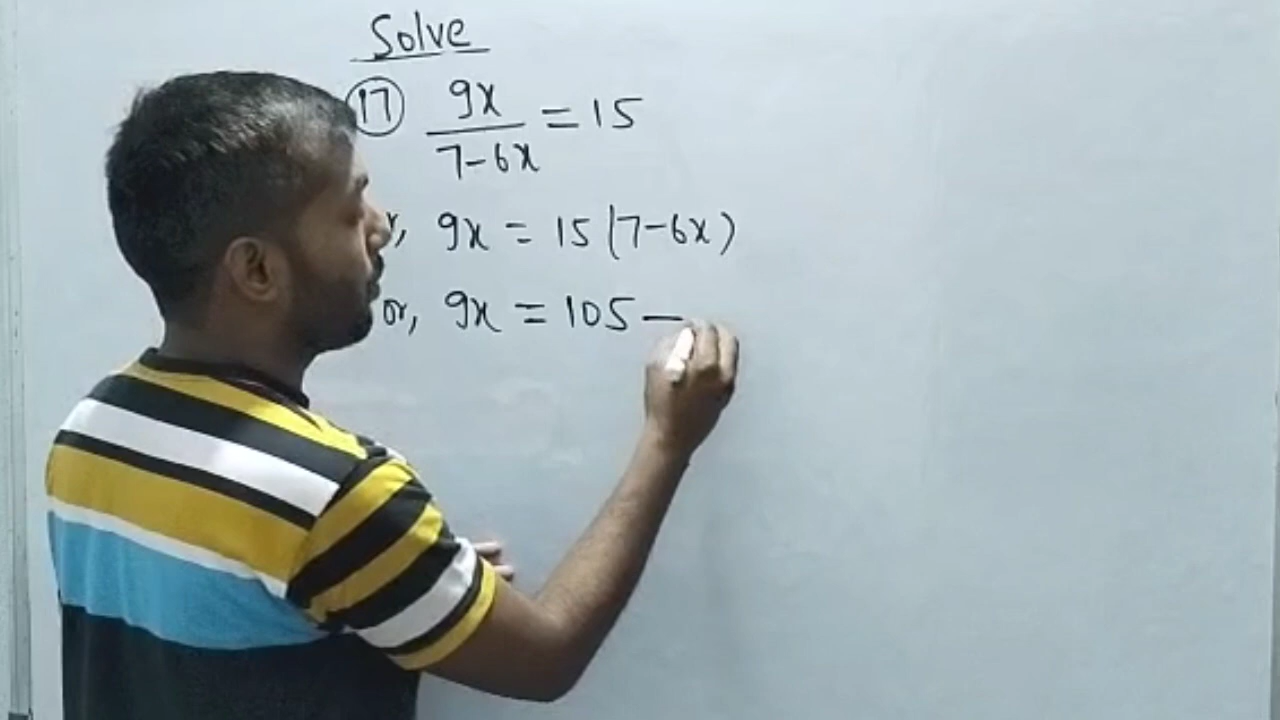 Solve
17 9x/7-6x = 15
9x = 15(7-6x)
or, 9x = 105 —